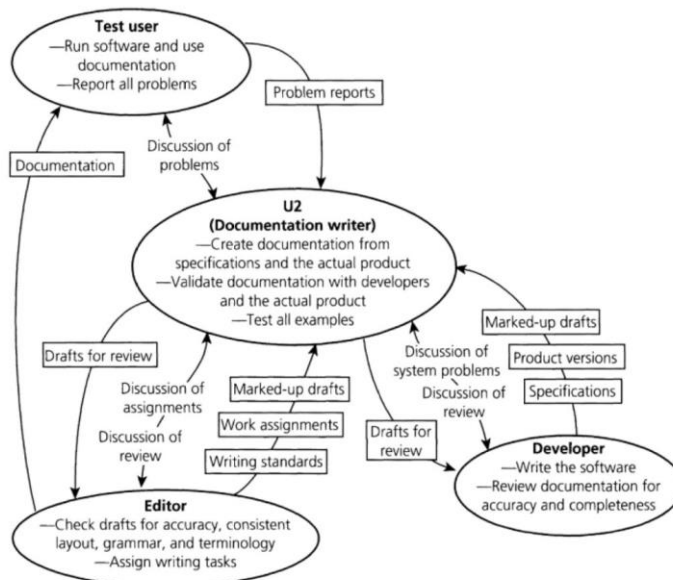 Test user
—Run software and use
documentation
—Report all problems
Problem reports
Documentation
Discussion of
problems
U2
(Documentation writer)
—Create documentation from
specifications and the actual product
—Validate documentation with developers
and the actual product
—Test all examples
Drafts for review
Discussion of
assignments
Discussion of
review
Marked-up drafts
Work assignments
Writing standards
Discussion of
system problems
Discussion of
review
Drafts for
review
Marked-up drafts
Product versions
Specifications
Developer
—Write the software
—Review documentation for
accuracy and completeness
Editor
—Check drafts for accuracy, consistent
layout, grammar, and terminology
—Assign writing tasks